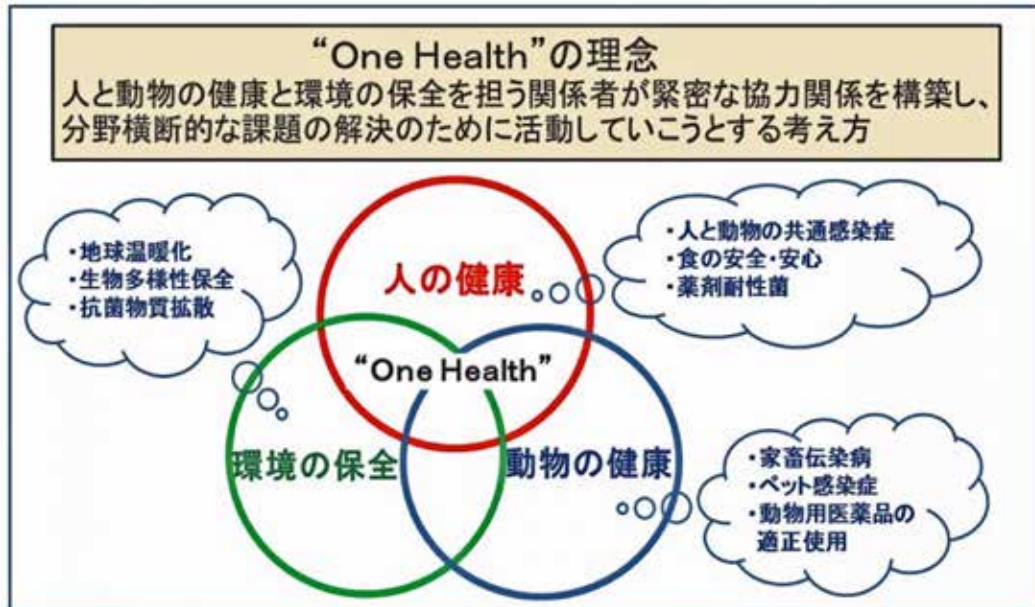 “One Health”の理念
人と動物の健康と環境の保全を担う関係者が緊密な協力関係を構築し、
分野横断的な課題の解決のために活動していこうとする考え方
・地球温暖化
・生物多様性保全
・抗菌物質拡散
人の健康
・人と動物の共通感染症
・食の安全・安心
・薬剤耐性菌
“One Health”
環境の保全
動物の健康
・家畜伝染病
・ペット感染症
・動物用医薬品の
適正使用